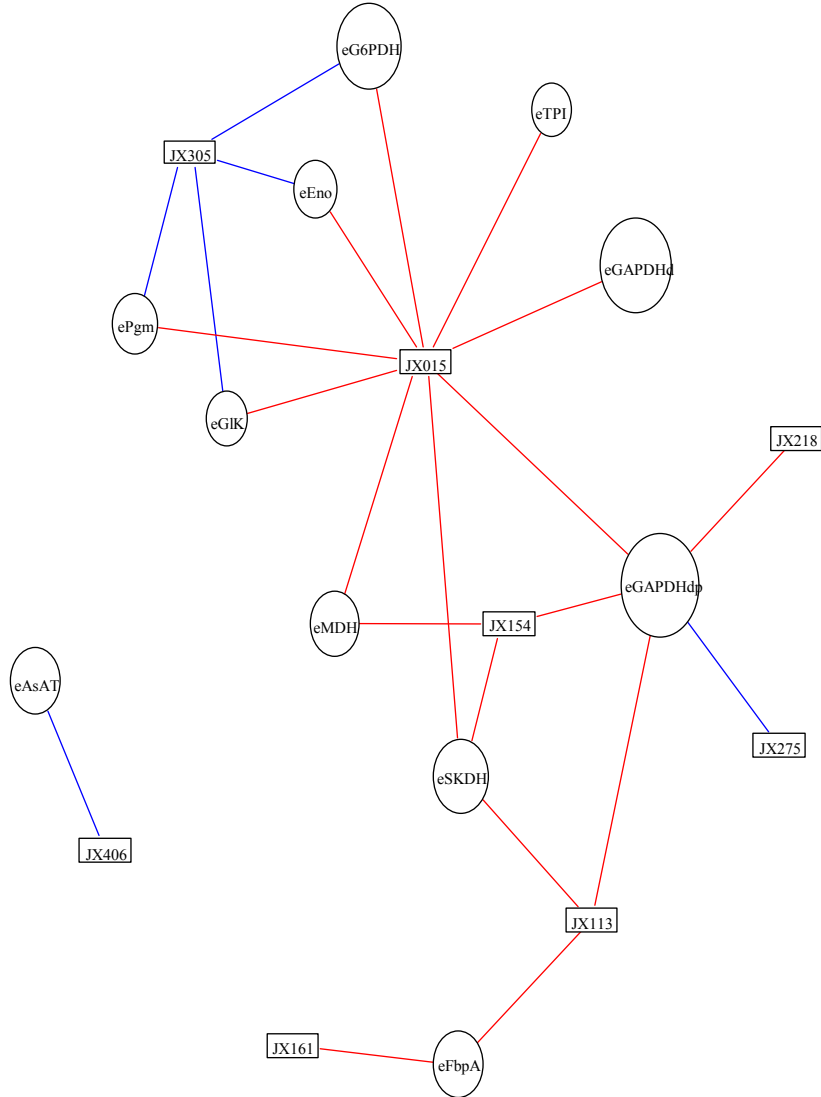 eG6PDH
eTPI
JX305
eEno
eGAPDHd
ePgm
JX015
eGlK
JX218
eGAPDHdp
eMDH
JX154
eAsAT
JX275
eSKDH
JX406
JX113
JX161
eFbpA